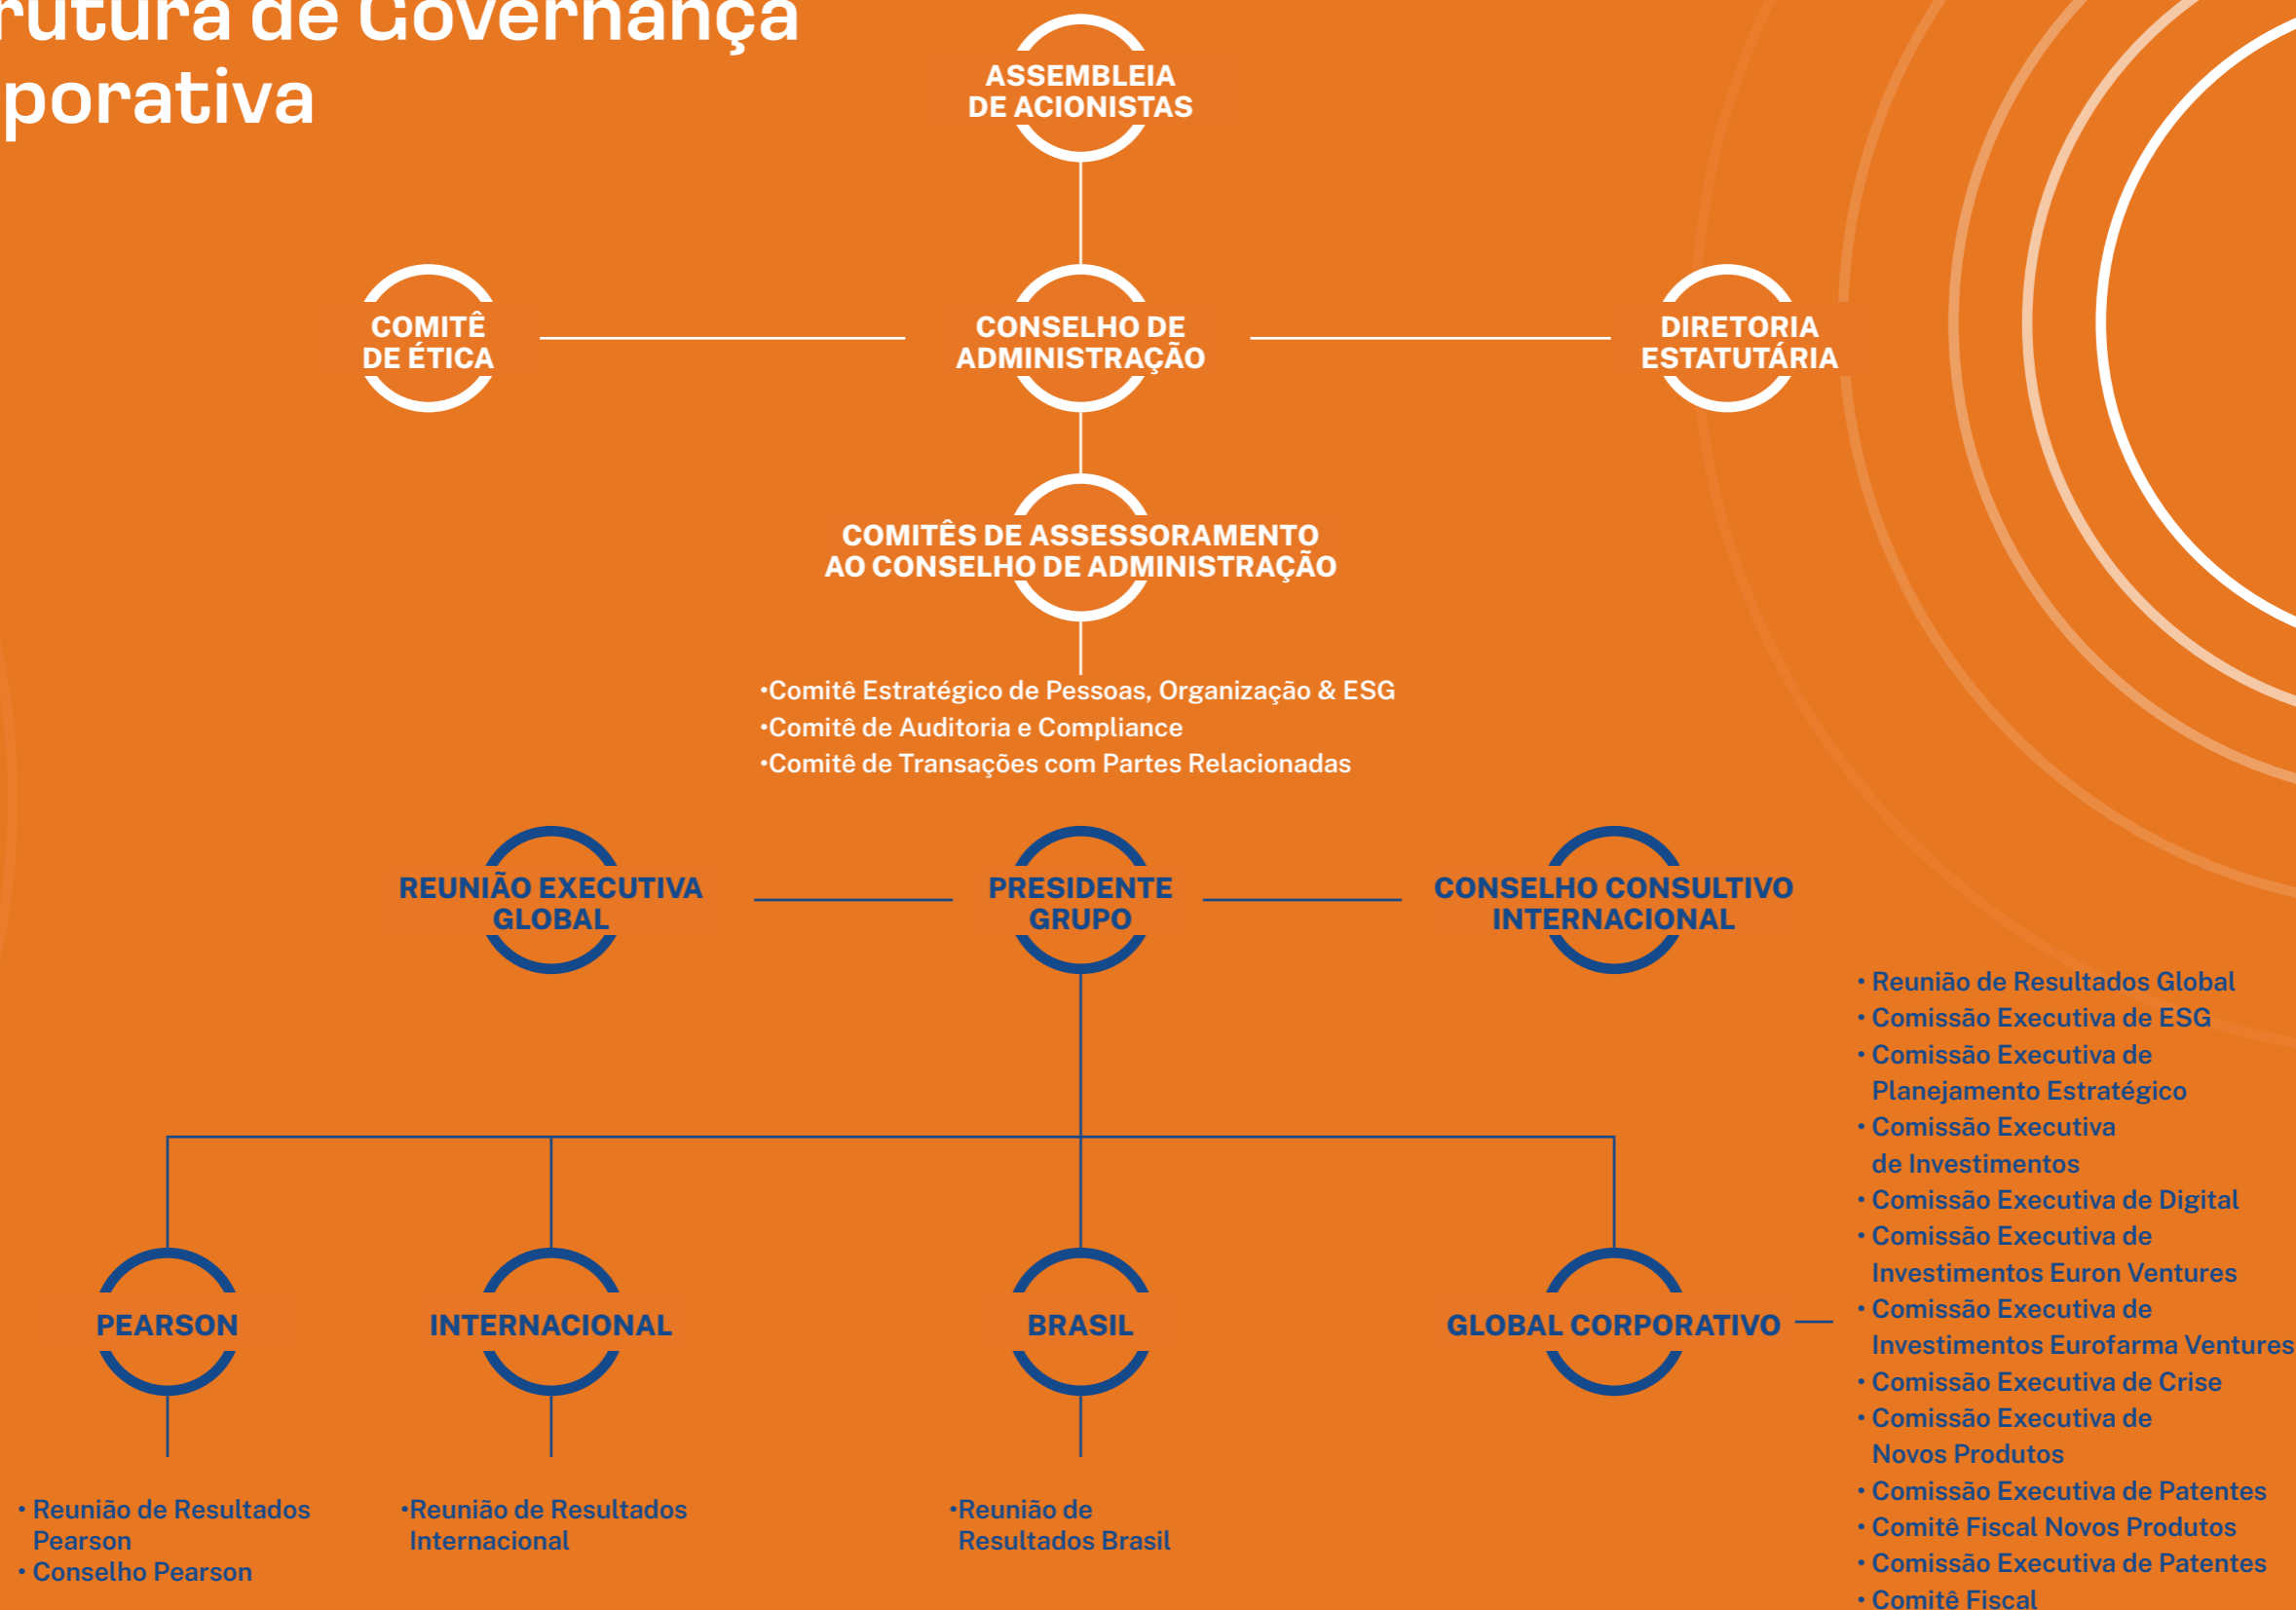 rutura de Governança
porativa
ASSEMBLEIA
DE ACIONISTAS
COMITÊ
DE ÉTICA
CONSELHO DE
ADMINISTRAÇÃO
DIRETORIA
ESTATUTÁRIA
COMITÊS DE ASSESSORAMENTO
AO CONSELHO DE ADMINISTRAÇÃO
•Comitê Estratégico de Pessoas, Organização & ESG
•Comitê de Auditoria e Compliance
•Comitê de Transações com Partes Relacionadas
REUNIÃO EXECUTIVA
GLOBAL
PRESIDENTE
GRUPO
CONSELHO CONSULTIVO
INTERNACIONAL
PEARSON
• Reunião de Resultados
Pearson
• Conselho Pearson
INTERNACIONAL
•Reunião de Resultados
Internacional
BRASIL
•Reunião de
Resultados Brasil
GLOBAL CORPORATIVO
• Reunião de Resultados Global
• Comissão Executiva de ESG
• Comissão Executiva de
Planejamento Estratégico
• Comissão Executiva
de Investimentos
• Comissão Executiva de Digital
• Comissão Executiva de
Investimentos Euron Ventures
• Comissão Executiva de
Investimentos Eurofarma Ventures
• Comissão Executiva de Crise
• Comissão Executiva de
Novos Produtos
• Comissão Executiva de Patentes
• Comitê Fiscal Novos Produtos
• Comissão Executiva de Patentes
• Comitê Fiscal